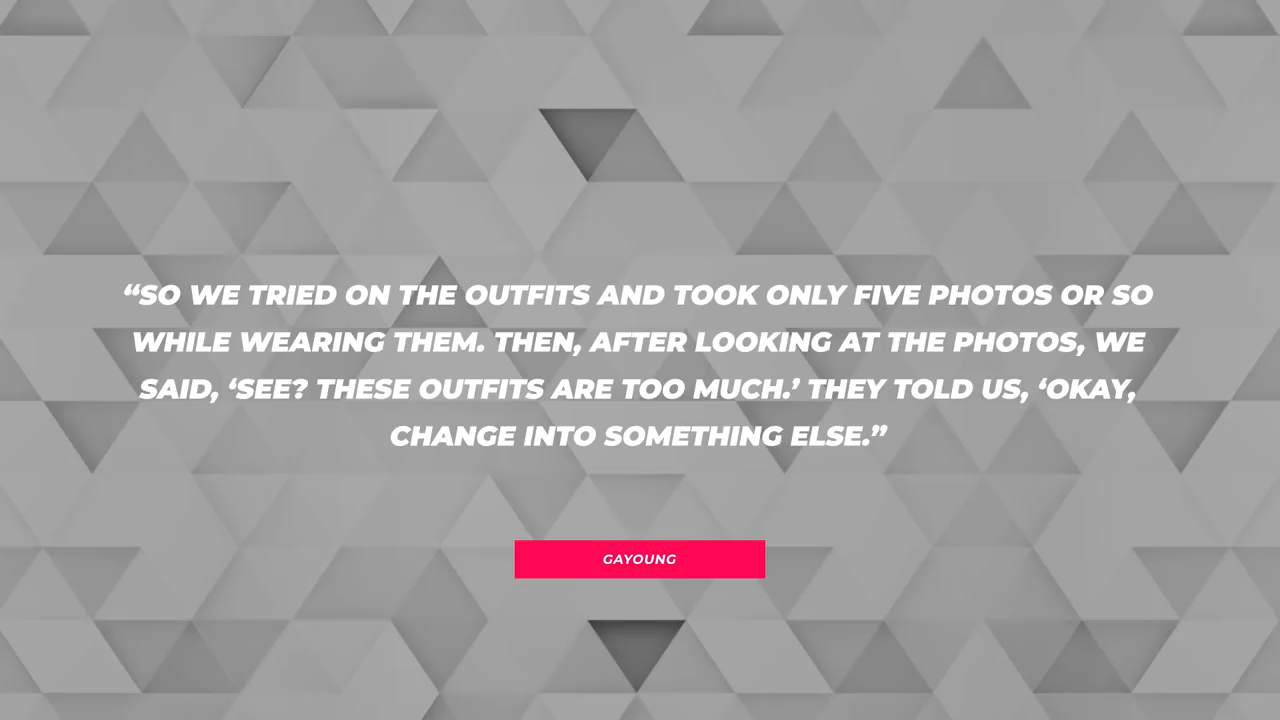 “SO WE TRIED ON THE OUTFITS AND TOOK ONLY FIVE PHOTOS OR SO
WHILE WEARING THEM. THEN, AFTER LOOKING AT THE PHOTOS, WE
SAID, ‘SEE? THESE OUTFITS ARE TOO MUCH.’ THEY TOLD US, ‘OKAY,
CHANGE INTO SOMETHING ELSE.”
GAYOUNG